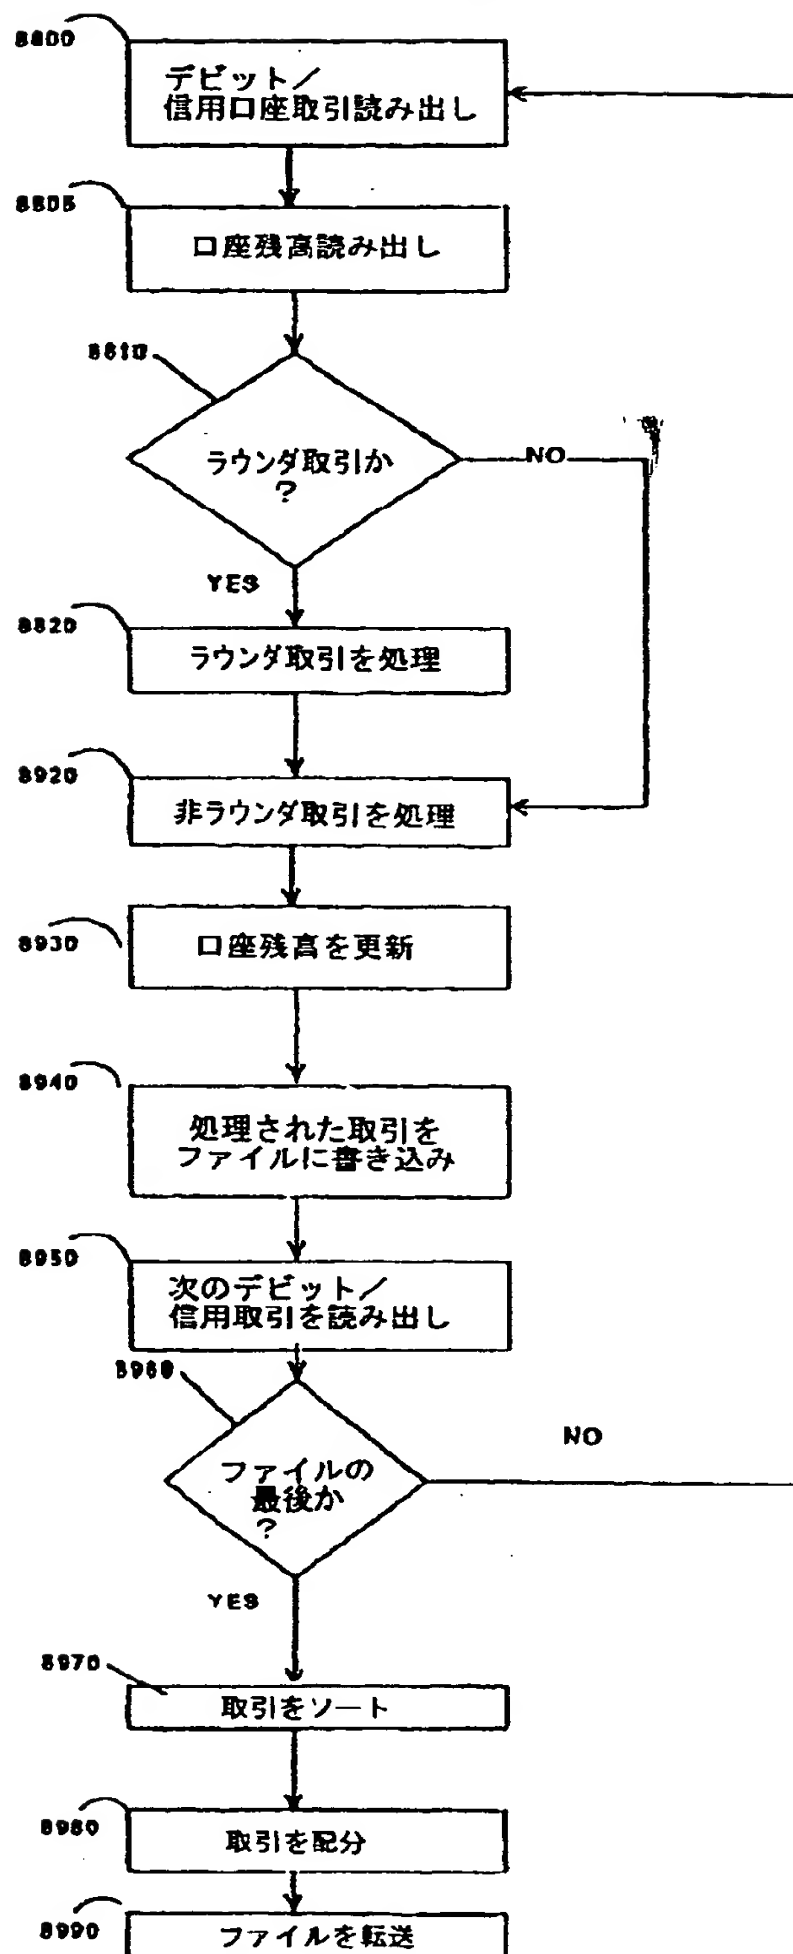 8800
デビット／
信用口座取引読み出し
8805
口座残高読み出し
8810
ラウンダ取引か
？
NO
YES
8820
ラウンダ取引を処理
8920
非ラウンダ取引を処理
8930
口座残高を更新
8940
処理された取引を
ファイルに書き込み
8950
次のデビット／
信用取引を読み出し
8960
NO
ファイルの
最後か
？
YES
8970
取引をソート
8980
取引を配分
8990
ファイルを転送